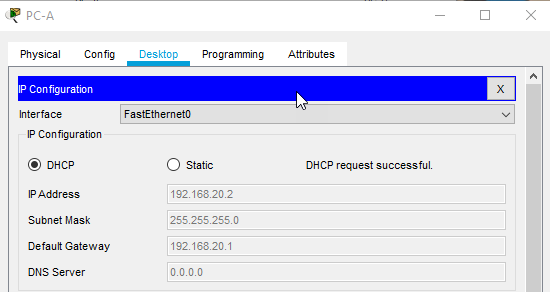 PC-A
Physical Config Desktop Programming Attributes
IP Configuration X
Interface FastEthernet0
IP Configuration
DHCP Static DHCP request successful.
IP Address 192.168.20.2
Subnet Mask 255.255.255.0
Default Gateway 192.168.20.1
DNS Server 0.0.0.0